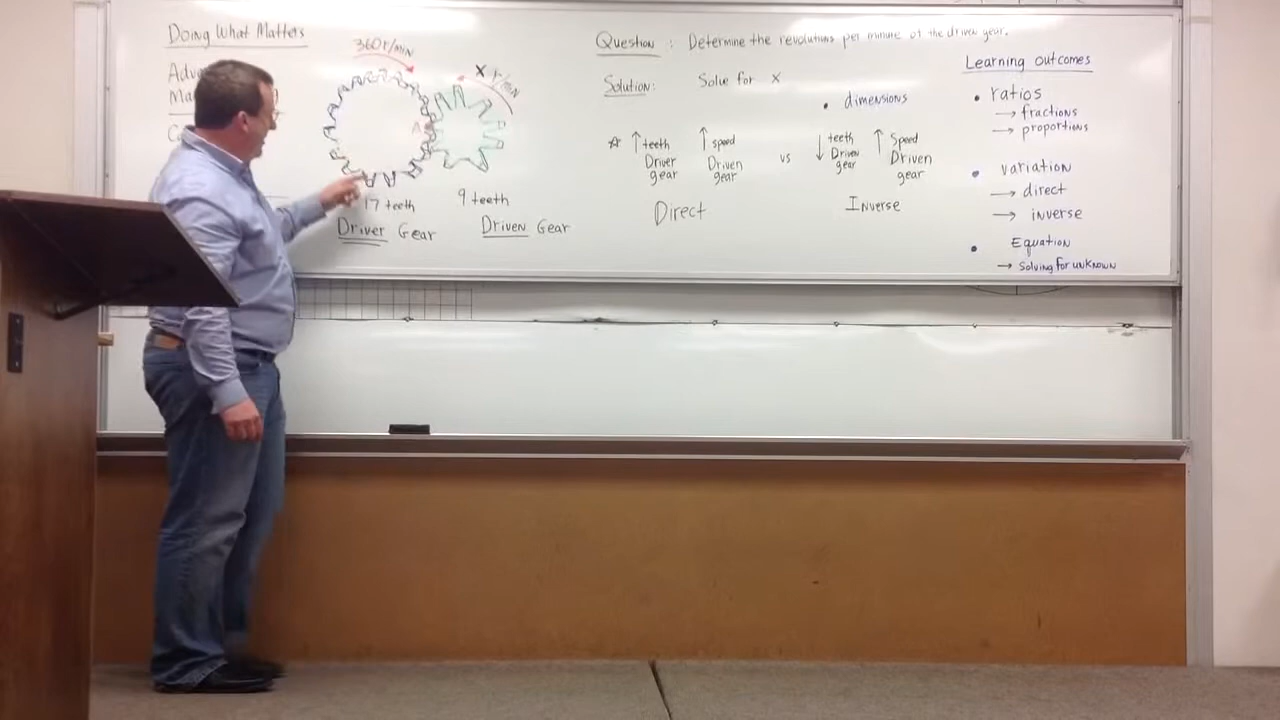 Doing What Matters
360 r/min
x r/min
A
17 teeth
9 teeth
Driver Gear
Driven Gear
Question : Determine the revolutions per minute of the driven gear.
Solution: Solve for x
• dimensions
☆ ↑ teeth Driver gear
↑ speed Driven gear
vs
↓ teeth Driven gear
↑ Speed Driven gear
Direct
Inverse
Learning outcomes
• ratios
→ fractions
→ proportions
• variation
→ direct
→ inverse
• Equation
→ solving for unknown